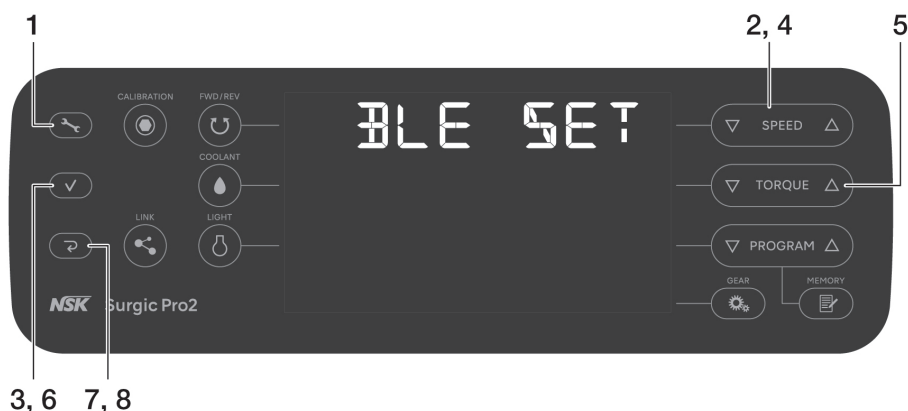 1
2, 4
5
CALIBRATION
FWD/REV
BLE SET
SPEED
COOLANT
TORQUE
LINK
LIGHT
PROGRAM
GEAR
MEMORY
NSK Surgic Pro2
3, 6
7, 8